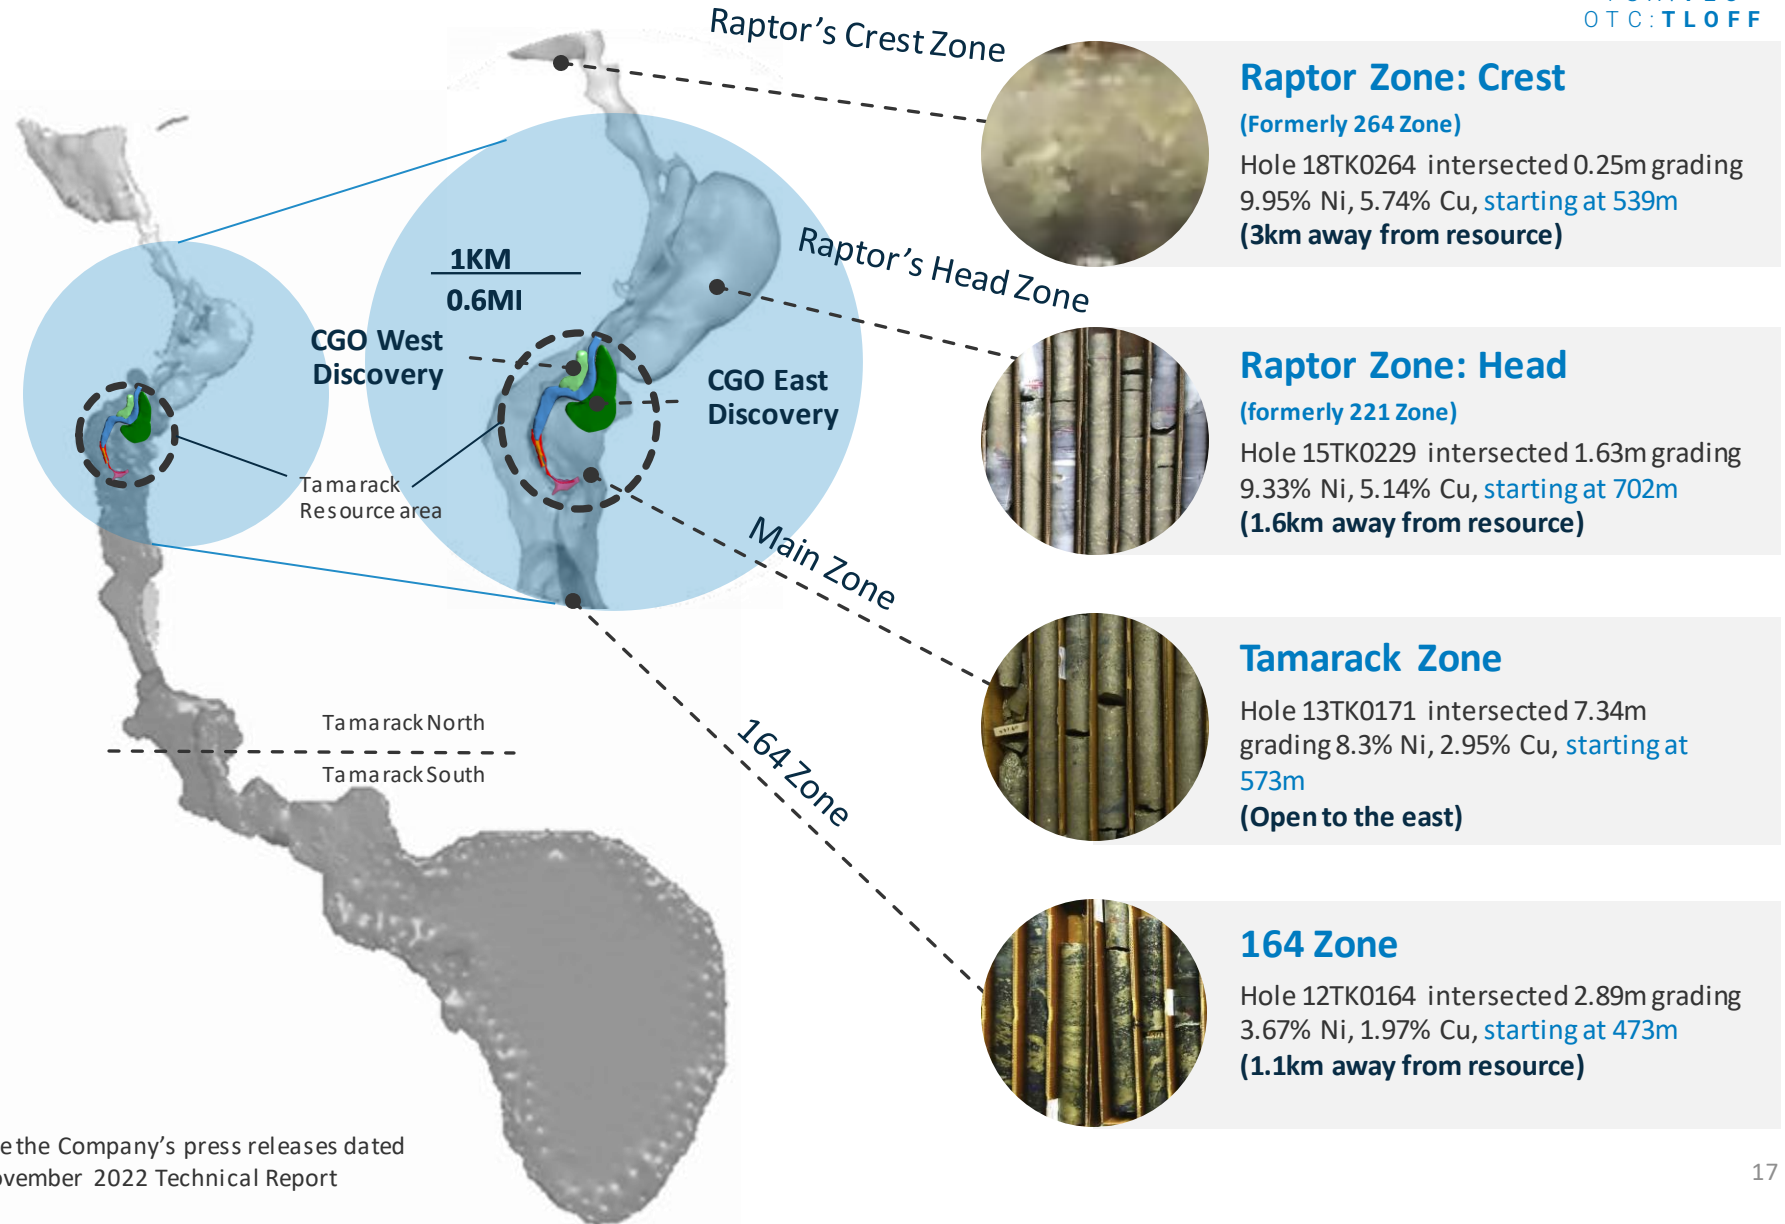 OTC:TLOFF
Raptor's Crest Zone
Raptor Zone: Crest
(Formerly 264 Zone)
Hole 18TK0264 intersected 0.25m grading
9.95% Ni, 5.74% Cu, starting at 539m
(3km away from resource)
Raptor's Head Zone
1KM
0.6MI
CGO West
Discovery
CGO East
Discovery
Raptor Zone: Head
(formerly 221 Zone)
Hole 15TK0229 intersected 1.63m grading
9.33% Ni, 5.14% Cu, starting at 702m
(1.6km away from resource)
Tamarack
Resource area
Main Zone
Tamarack Zone
Hole 13TK0171 intersected 7.34m
grading 8.3% Ni, 2.95% Cu, starting at
573m
(Open to the east)
164 Zone
Tamarack North
Tamarack South
164 Zone
Hole 12TK0164 intersected 2.89m grading
3.67% Ni, 1.97% Cu, starting at 473m
(1.1km away from resource)
e the Company's press releases dated
ovember 2022 Technical Report
17